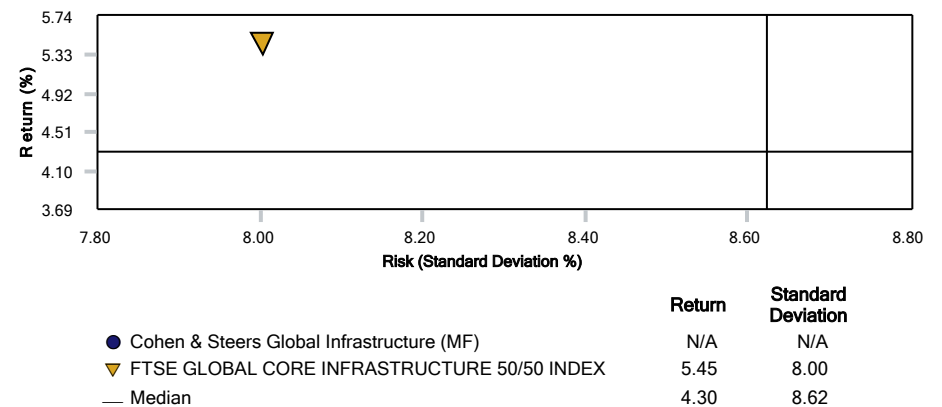 5.74
5.33
4.92
4.51
4.10
3.69
Return (%)
7.80 8.00 8.20 8.40 8.60 8.80
Risk (Standard Deviation %)
Return Standard Deviation
Cohen & Steers Global Infrastructure (MF) N/A N/A
FTSE GLOBAL CORE INFRASTRUCTURE 50/50 INDEX 5.45 8.00
Median 4.30 8.62